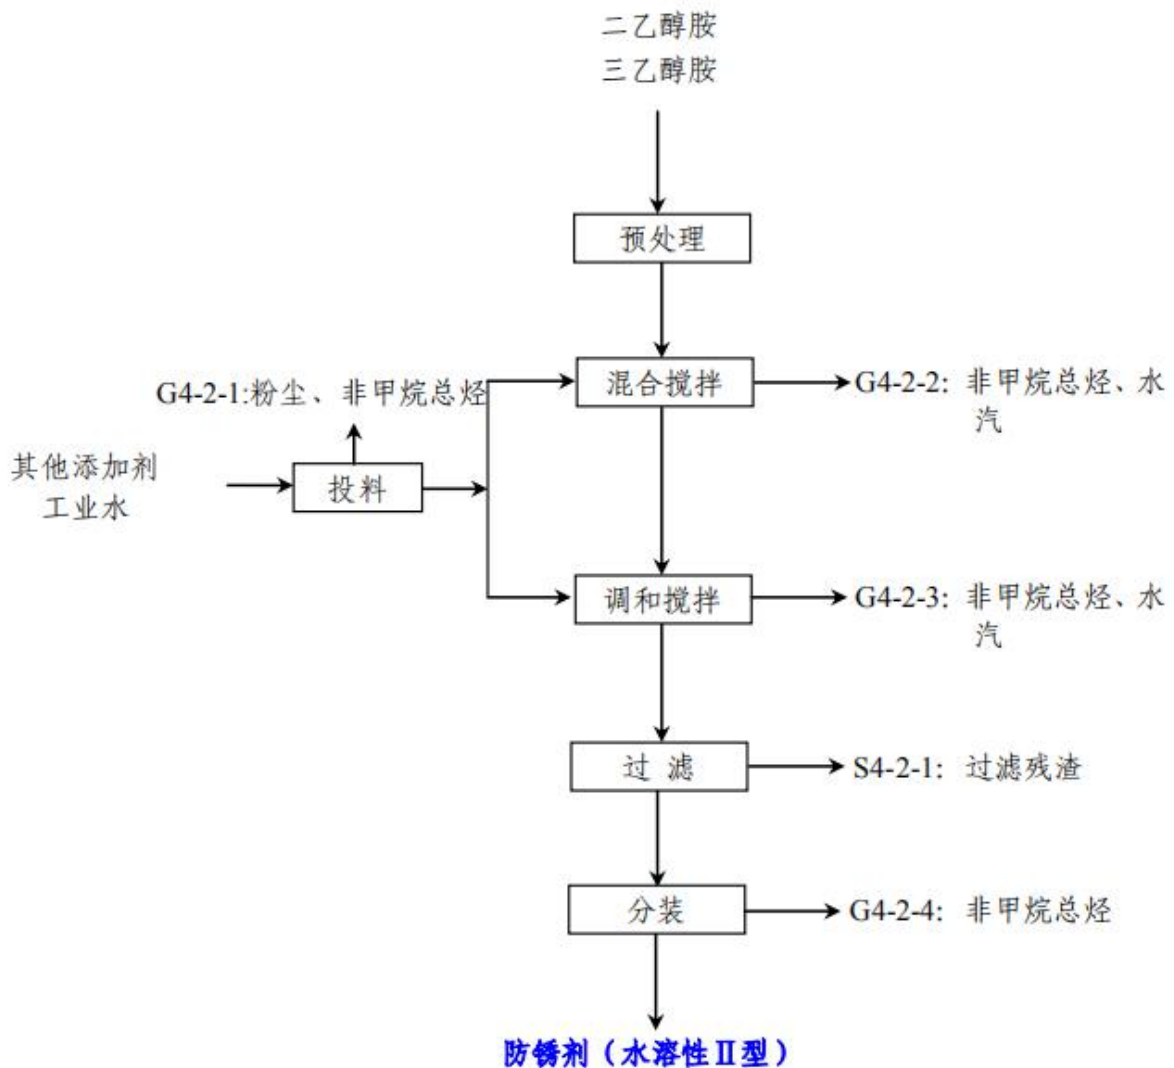 二乙醇胺
三乙醇胺
预处理
混合搅拌
G4-2-2: 非甲烷总烃、水
汽
G4-2-1:粉尘、非甲烷总烃
其他添加剂
工业水
投料
调和搅拌
G4-2-3: 非甲烷总烃、水
汽
过 滤
S4-2-1: 过滤残渣
分装
G4-2-4: 非甲烷总烃
防锈剂（水溶性Ⅱ型）